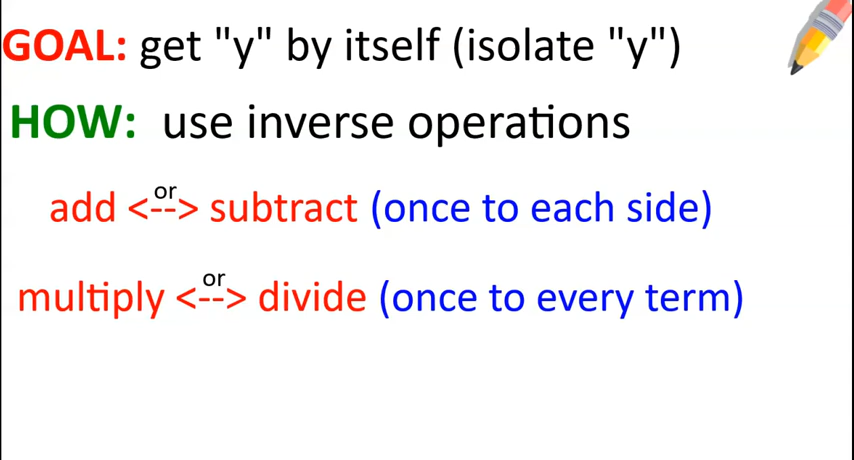 GOAL: get "y" by itself (isolate "y")
HOW: use inverse operations
or
add <--> subtract (once to each side)
or
multiply <--> divide (once to every term)